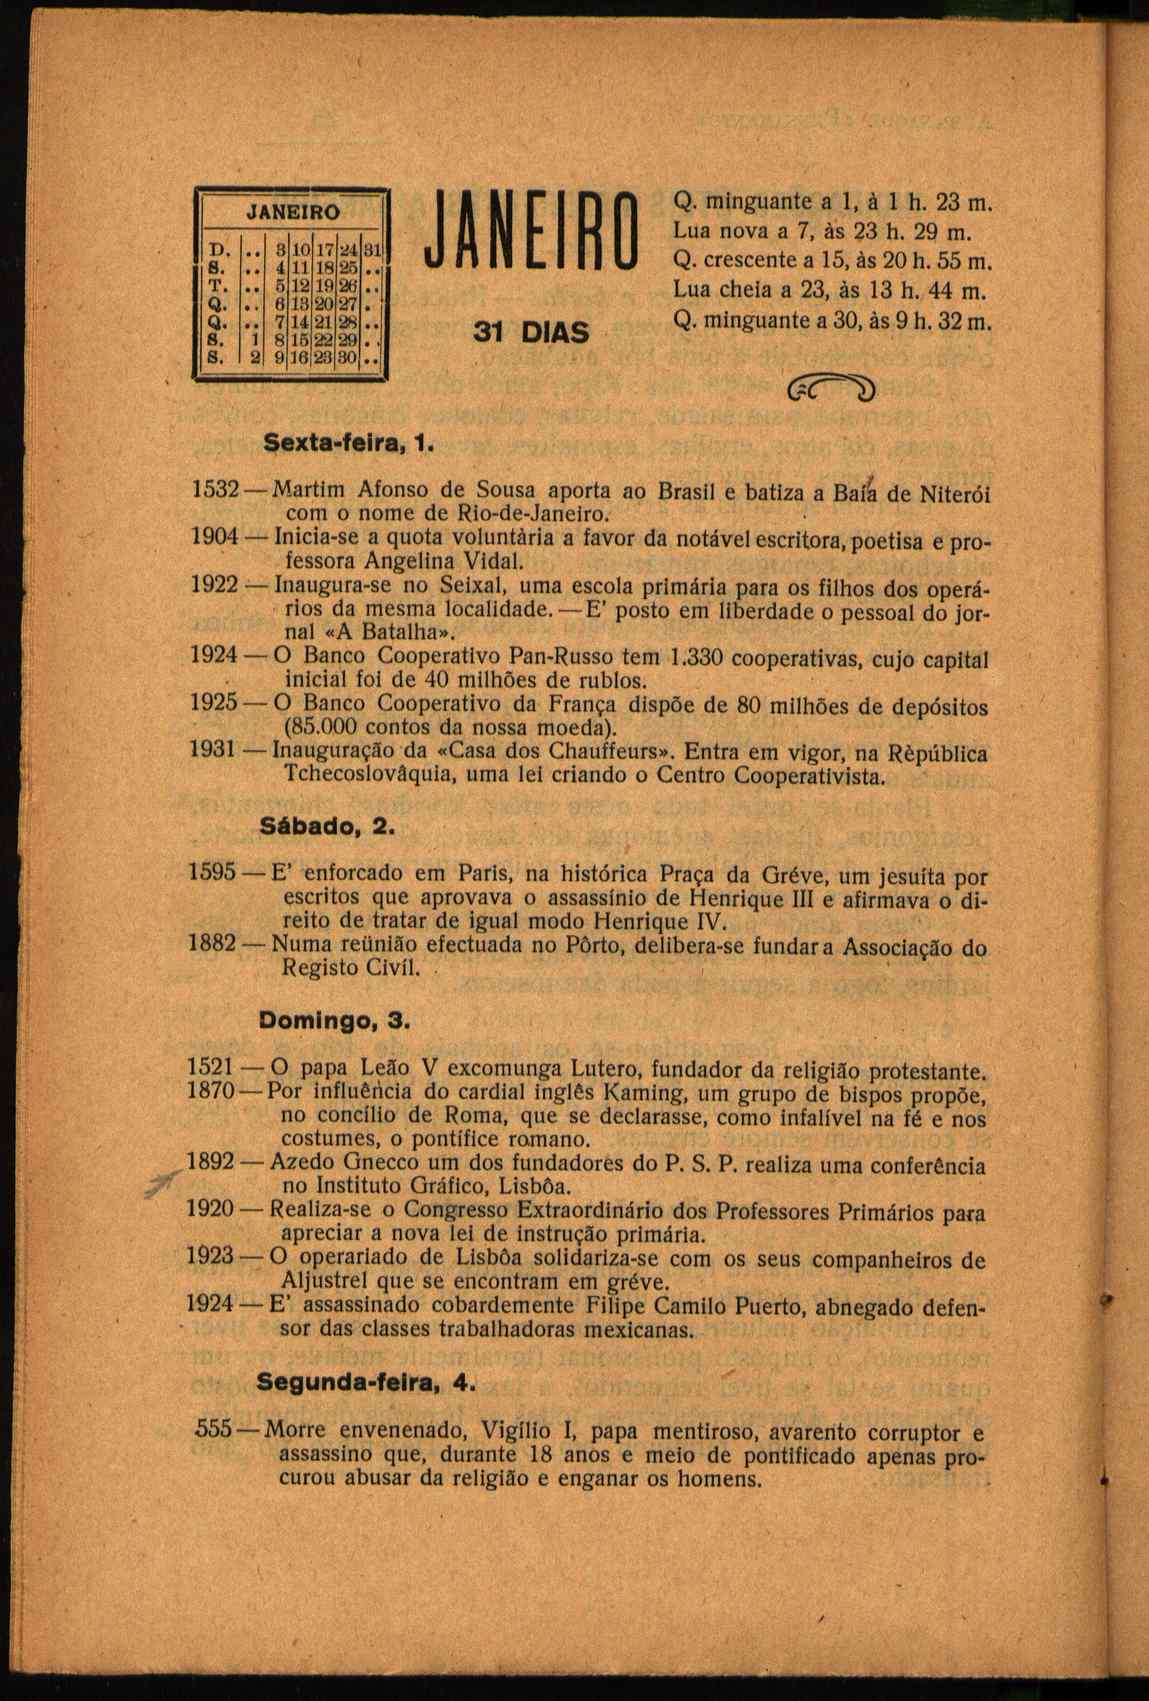 JANEIRO
D. .. 3 10 17 24 31
S. .. 4 11 18 25 ..
T. .. 5 12 19 26 ..
Q. .. 6 13 20 27 .
Q. .. 7 14 21 28 ..
S. 1 8 15 22 29 ..
S. 2 9 16 23 30 ..
JANEIRO
31 DIAS
Q. minguante a 1, à 1 h. 23 m.
Lua nova a 7, às 23 h. 29 m.
Q. crescente a 15, às 20 h. 55 m.
Lua cheia a 23, às 13 h. 44 m.
Q. minguante a 30, às 9 h. 32 m.
Sexta-feira, 1.
1532 — Martim Afonso de Sousa aporta ao Brasil e batiza a Baía de Niterói
com o nome de Rio-de-Janeiro.
1904 — Inicia-se a quota voluntària a favor da notável escritora, poetisa e pro-
fessora Angelina Vidal.
1922 — Inaugura-se no Seixal, uma escola primária para os filhos dos operá-
rios da mesma localidade. — E' posto em liberdade o pessoal do jor-
nal «A Batalha».
1924 — O Banco Cooperativo Pan-Russo tem 1.330 cooperativas, cujo capital
inicial foi de 40 milhões de rublos.
1925 — O Banco Cooperativo da França dispõe de 80 milhões de depósitos
(85.000 contos da nossa moeda).
1931 — Inauguração da «Casa dos Chauffeurs». Entra em vigor, na Rèpública
Tchecoslovâquia, uma lei criando o Centro Cooperativista.
Sábado, 2.
1595 — E' enforcado em Paris, na histórica Praça da Gréve, um jesuíta por
escritos que aprovava o assassínio de Henrique III e afirmava o di-
reito de tratar de igual modo Henrique IV.
1882 — Numa reünião efectuada no Pôrto, delibera-se fundar a Associação do
Registo Civíl.
Domingo, 3.
1521 — O papa Leão V excomunga Lutero, fundador da religião protestante.
1870 — Por influência do cardial inglês Kaming, um grupo de bispos propõe,
no concílio de Roma, que se declarasse, como infalível na fé e nos
costumes, o pontífice romano.
1892 — Azedo Gnecco um dos fundadores do P. S. P. realiza uma conferência
no Instituto Gráfico, Lisbôa.
1920 — Realiza-se o Congresso Extraordinário dos Professores Primários para
apreciar a nova lei de instrução primária.
1923 — O operariado de Lisbôa solidariza-se com os seus companheiros de
Aljustrel que se encontram em gréve.
1924 — E' assassinado cobardemente Filipe Camilo Puerto, abnegado defen-
sor das classes trabalhadoras mexicanas.
Segunda-feira, 4.
555 — Morre envenenado, Vigílio I, papa mentiroso, avarento corruptor e
assassino que, durante 18 anos e meio de pontificado apenas pro-
curou abusar da religião e enganar os homens.